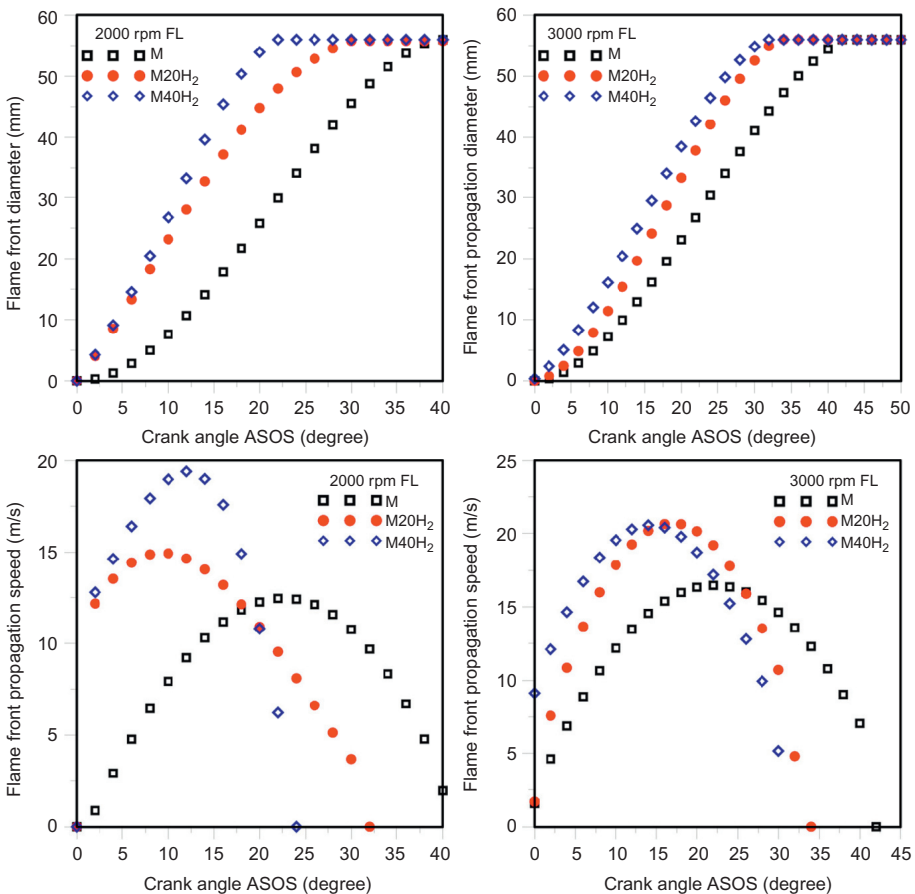 2000 rpm FL
M
M20H₂
M40H₂
60
50
40
30
20
10
0
Flame front diameter (mm)
0 5 10 15 20 25 30 35 40
Crank angle ASOS (degree)
3000 rpm FL
M
M20H₂
M40H₂
60
50
40
30
20
10
0
Flame front propagation diameter (mm)
0 5 10 15 20 25 30 35 40 45 50
Crank angle ASOS (degree)
2000 rpm FL
M
M20H₂
M40H₂
20
15
10
5
0
Flame front propagation speed (m/s)
0 5 10 15 20 25 30 35 40
Crank angle ASOS (degree)
3000 rpm FL
M
M20H₂
M40H₂
25
20
15
10
5
0
Flame front propagation speed (m/s)
0 5 10 15 20 25 30 35 40 45
Crank angle ASOS (degree)